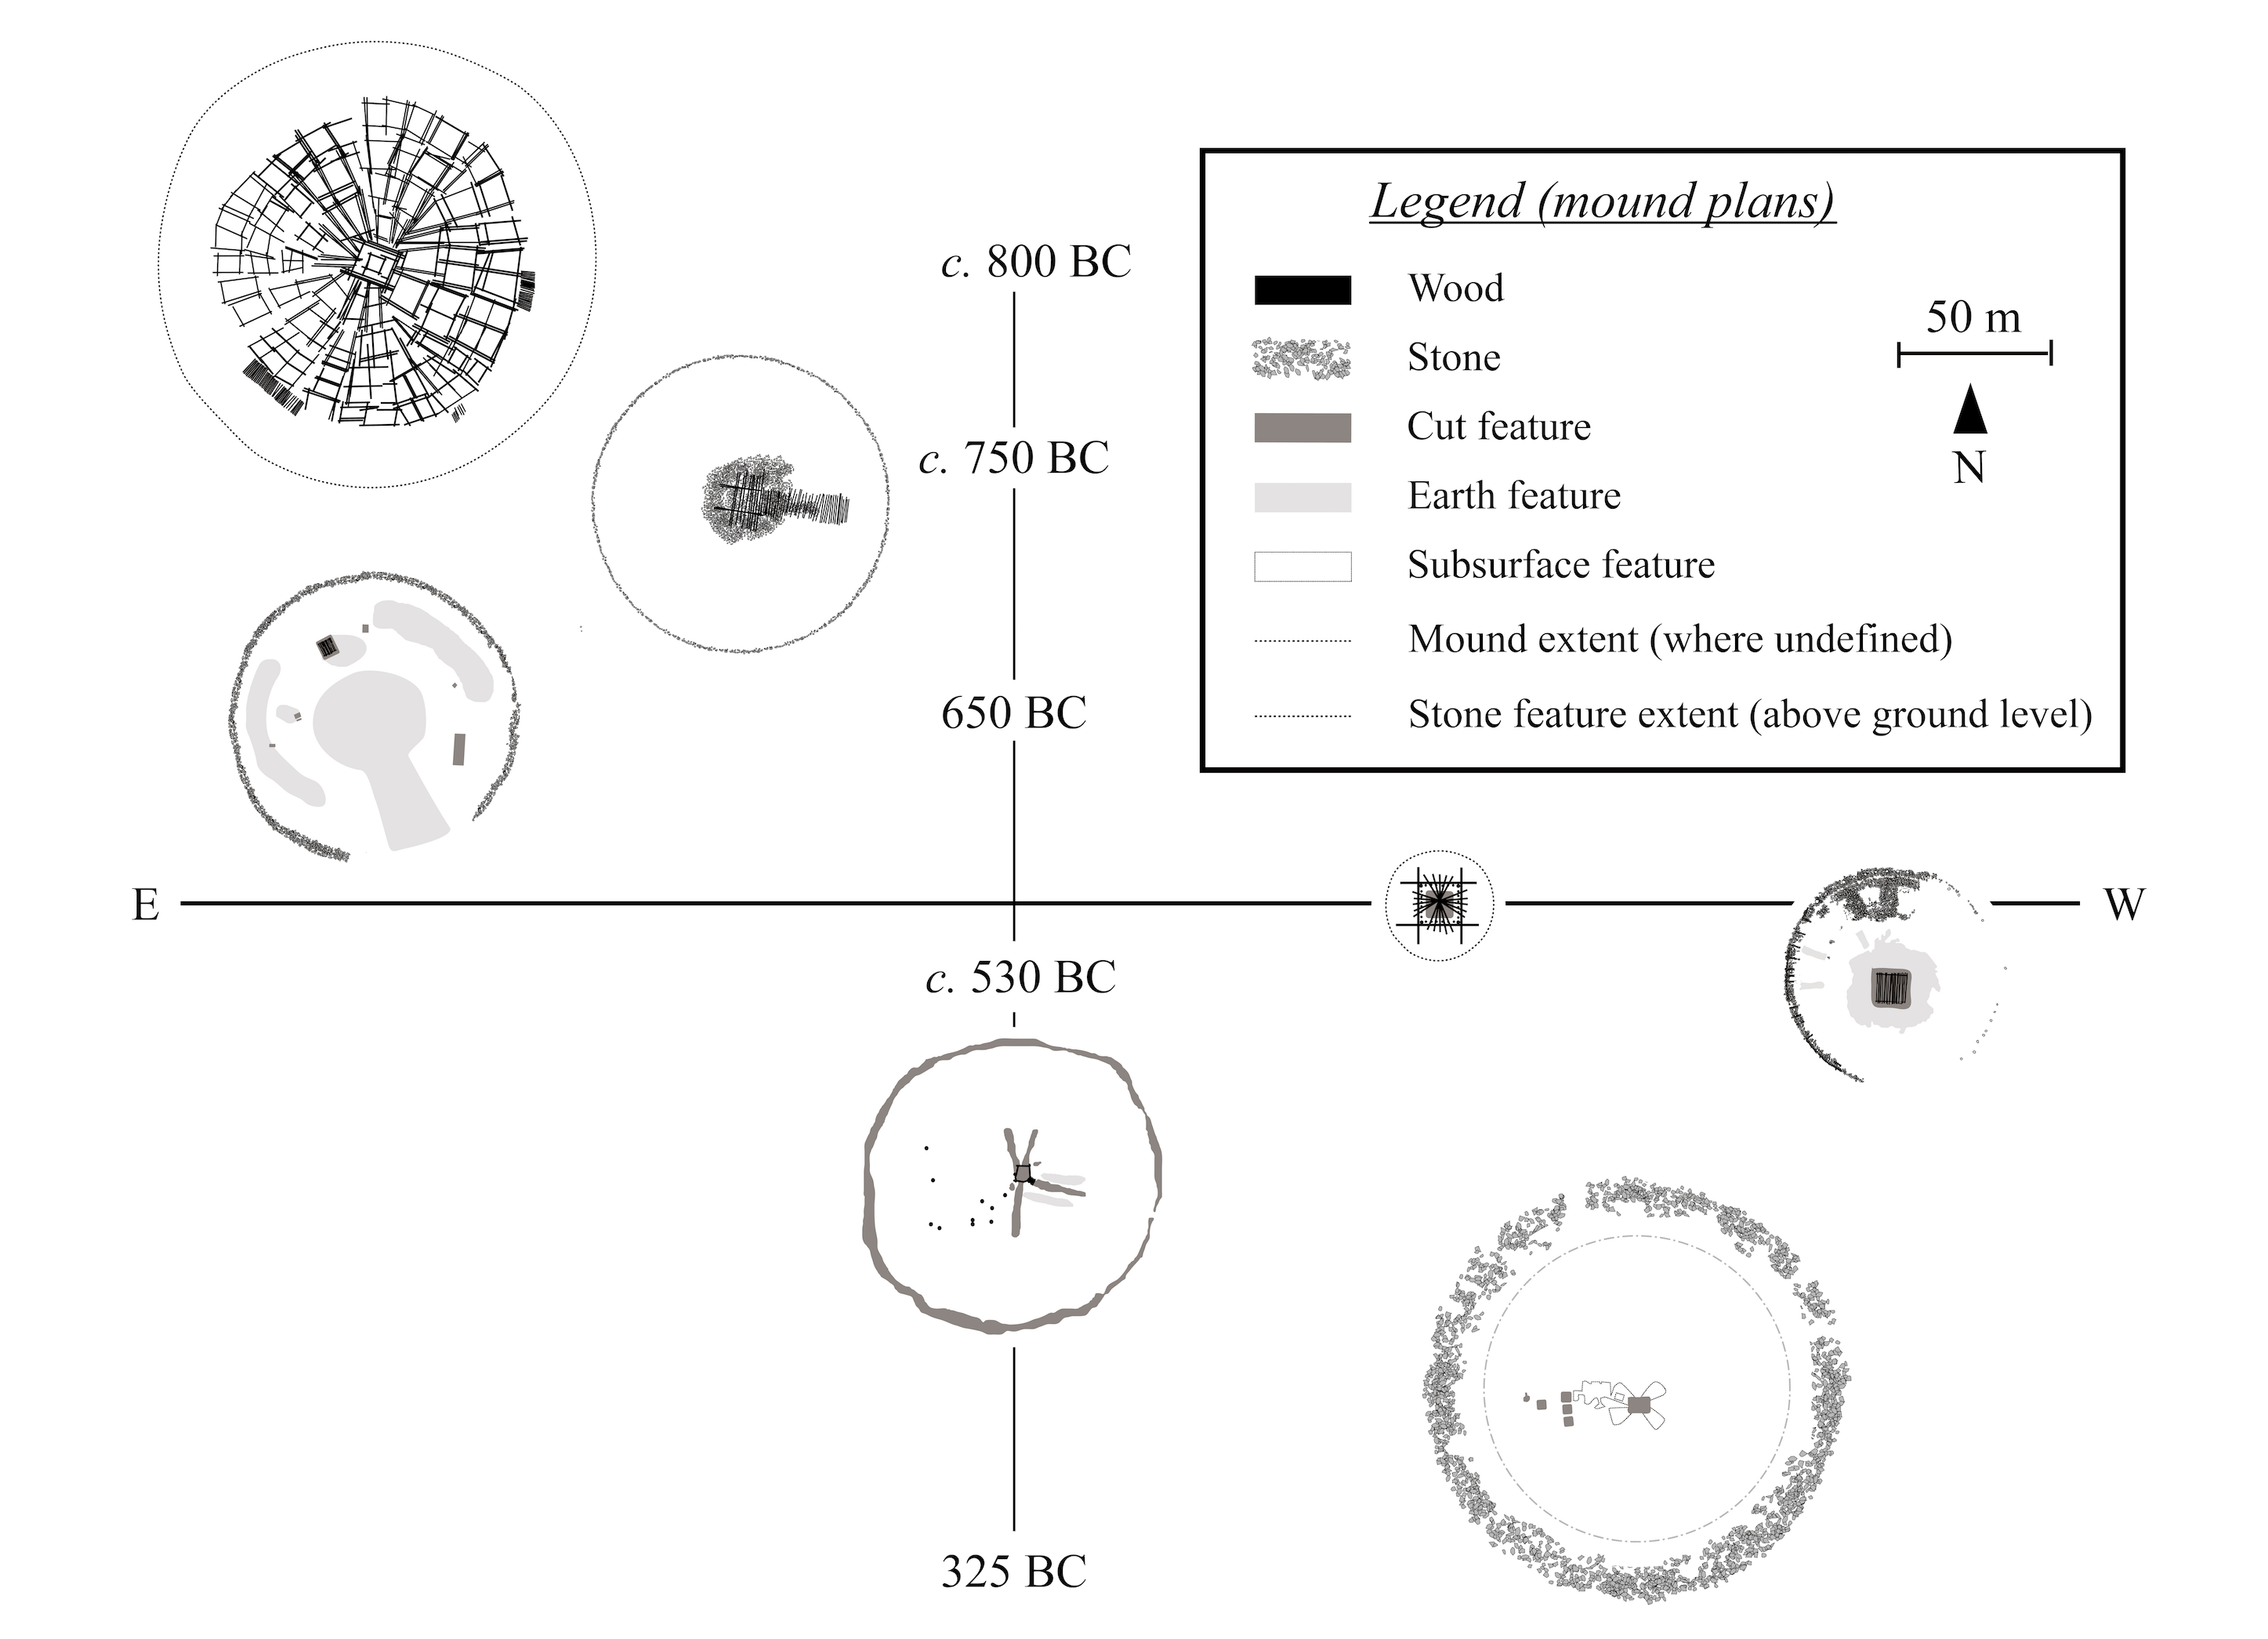 c. 800 BC
c. 750 BC
650 BC
E
W
c. 530 BC
325 BC
Legend (mound plans)
Wood
Stone
Cut feature
Earth feature
Subsurface feature
Mound extent (where undefined)
Stone feature extent (above ground level)
50 m
N